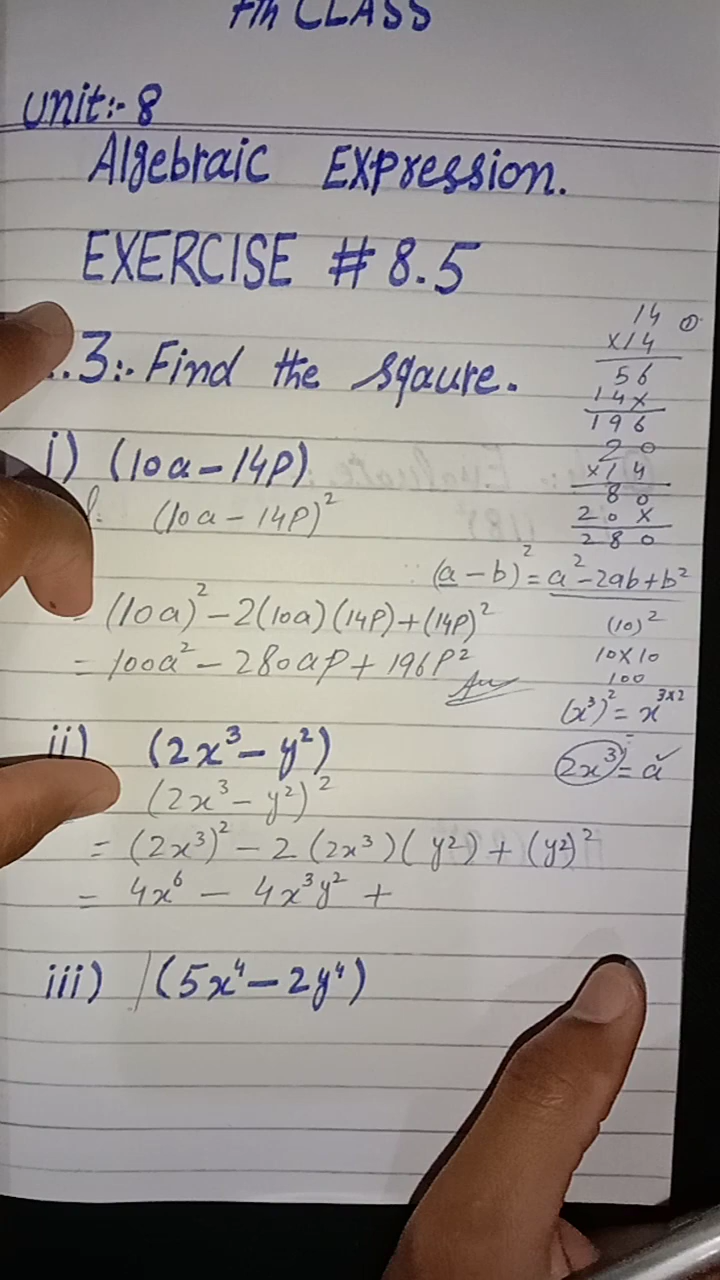 7th CLASS
unit:- 8
Algebraic Expression.
EXERCISE # 8.5
.3:. Find the sqaure.
i) (10a-14p)
(10a - 14p)²
∴ (a-b)² = a²-2ab+b²
= (10a)² - 2(10a)(14p)+(14p)²
= 100a² - 280ap + 196p²
Ans
ii) (2x³-y²)
(2x³-y²)²
= (2x³)² - 2(2x³)(y²) + (y²)²
= 4x⁶ - 4x³y² +
iii) (5x⁴-2y⁴)
14 ①
x14
56
14x
196
20
x14
80
20x
280
(10)²
10x10
100
(x³)² = x³ˣ²
2x³ = a